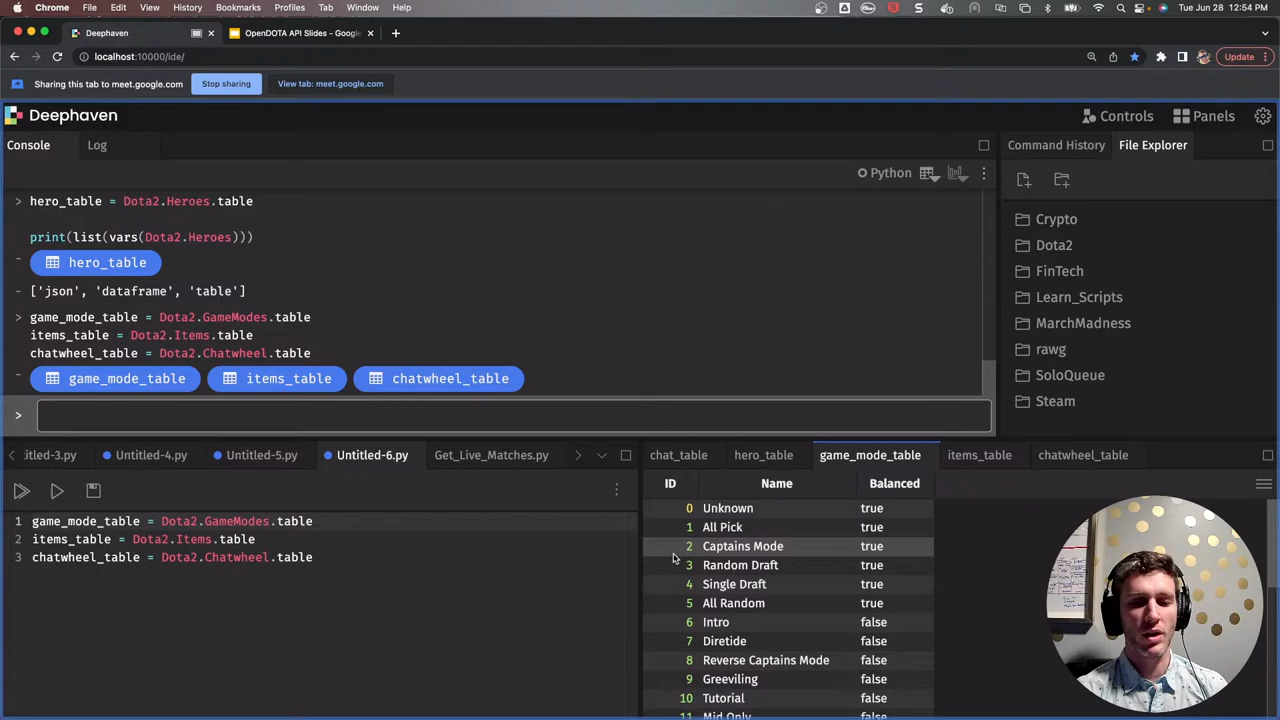 Chrome File Edit View History Bookmarks Profiles Tab Window Help Tue Jun 28 12:54 PM
Deephaven
OpenDOTA API Slides - Google
localhost:10000/ide/
Update
Sharing this tab to meet.google.com Stop sharing View tab: meet.google.com
Deephaven
Controls Panels
Console Log
Command History File Explorer
Python
> hero_table = Dota2.Heroes.table
print(list(vars(Dota2.Heroes)))
- hero_table
- ['json', 'dataframe', 'table']
> game_mode_table = Dota2.GameModes.table
items_table = Dota2.Items.table
chatwheel_table = Dota2.Chatwheel.table
- game_mode_table items_table chatwheel_table
>
Crypto
Dota2
FinTech
Learn_Scripts
MarchMadness
rawg
SoloQueue
Steam
titled-3.py Untitled-4.py Untitled-5.py Untitled-6.py Get_Live_Matches.py
1 game_mode_table = Dota2.GameModes.table
2 items_table = Dota2.Items.table
3 chatwheel_table = Dota2.Chatwheel.table
chat_table hero_table game_mode_table items_table chatwheel_table
ID Name Balanced
0 Unknown true
1 All Pick true
2 Captains Mode true
3 Random Draft true
4 Single Draft true
5 All Random true
6 Intro false
7 Diretide false
8 Reverse Captains Mode false
9 Greeviling false
10 Tutorial false
11 Mid Only